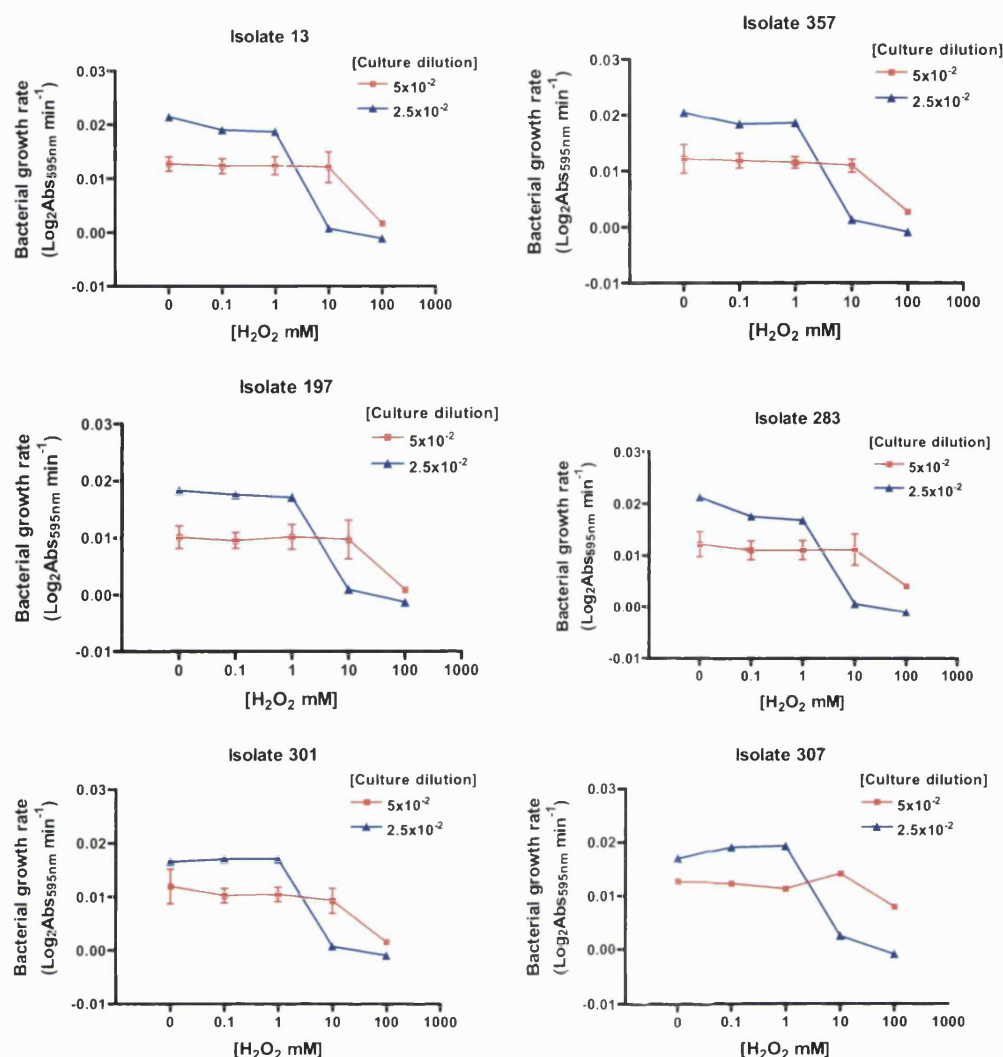 Isolate 13
[Culture dilution]
5x10⁻²
2.5x10⁻²
Bacterial growth rate
(Log₂Abs₅₉₅ₙₘ min⁻¹)
0.03
0.02
0.01
0.00
-0.01
0 0.1 1 10 100 1000
[H₂O₂ mM]
Isolate 357
[Culture dilution]
5x10⁻²
2.5x10⁻²
Bacterial growth rate
(Log₂Abs₅₉₅ₙₘ min⁻¹)
0.03
0.02
0.01
0.00
-0.01
0 0.1 1 10 100 1000
[H₂O₂ mM]
Isolate 197
[Culture dilution]
5x10⁻²
2.5x10⁻²
Bacterial growth rate
(Log₂Abs₅₉₅ₙₘ min⁻¹)
0.03
0.02
0.01
0.00
-0.01
0 0.1 1 10 100 1000
[H₂O₂ mM]
Isolate 283
[Culture dilution]
5x10⁻²
2.5x10⁻²
Bacterial growth rate
(Log₂Abs₅₉₅ₙₘ min⁻¹)
0.03
0.02
0.01
0.00
-0.01
0 0.1 1 10 100 1000
[H₂O₂ mM]
Isolate 301
[Culture dilution]
5x10⁻²
2.5x10⁻²
Bacterial growth rate
(Log₂Abs₅₉₅ₙₘ min⁻¹)
0.03
0.02
0.01
0.00
-0.01
0 0.1 1 10 100 1000
[H₂O₂ mM]
Isolate 307
[Culture dilution]
5x10⁻²
2.5x10⁻²
Bacterial growth rate
(Log₂Abs₅₉₅ₙₘ min⁻¹)
0.03
0.02
0.01
0.00
-0.01
0 0.1 1 10 100 1000
[H₂O₂ mM]